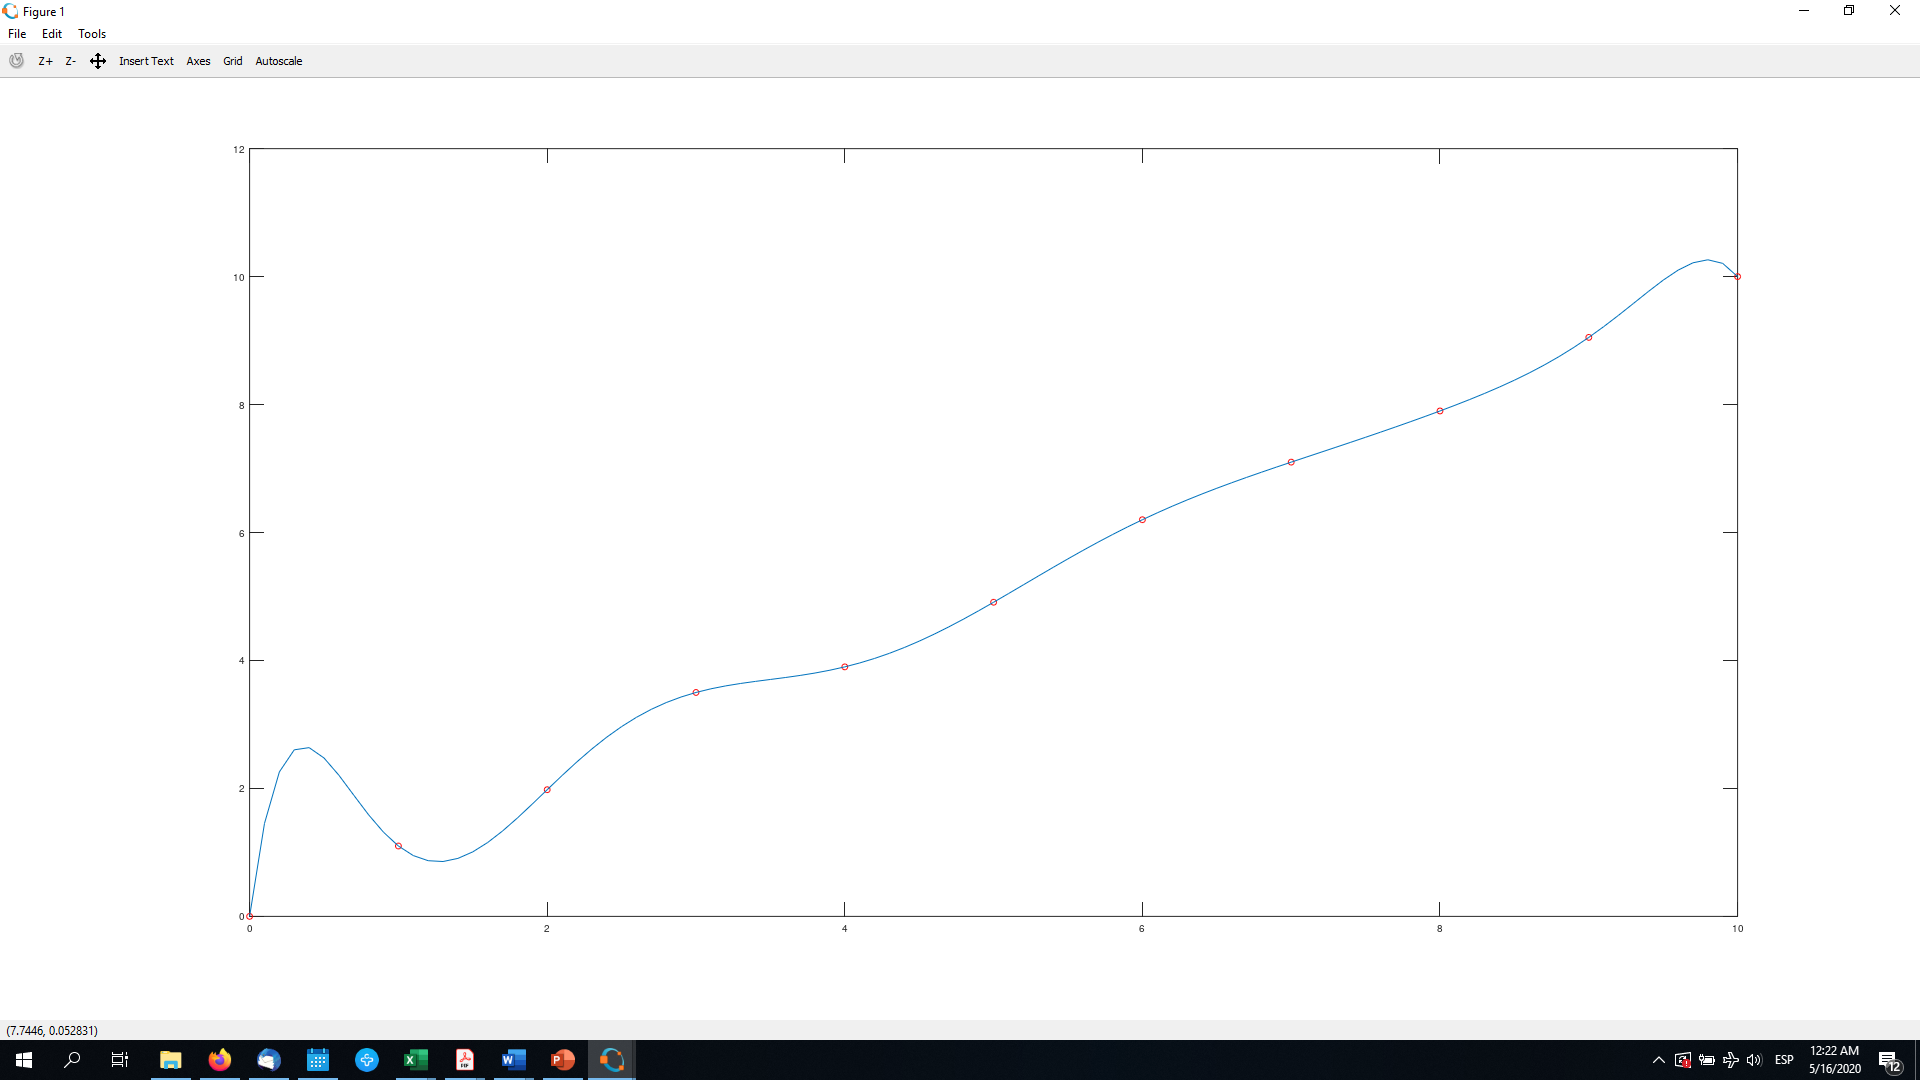 Figure 1
File Edit Tools
Z+ Z- Insert Text Axes Grid Autoscale
12
10
8
6
4
2
0
0 2 4 6 8 10
(7.7446, 0.052831)
12:22 AM
ESP
5/16/2020
12